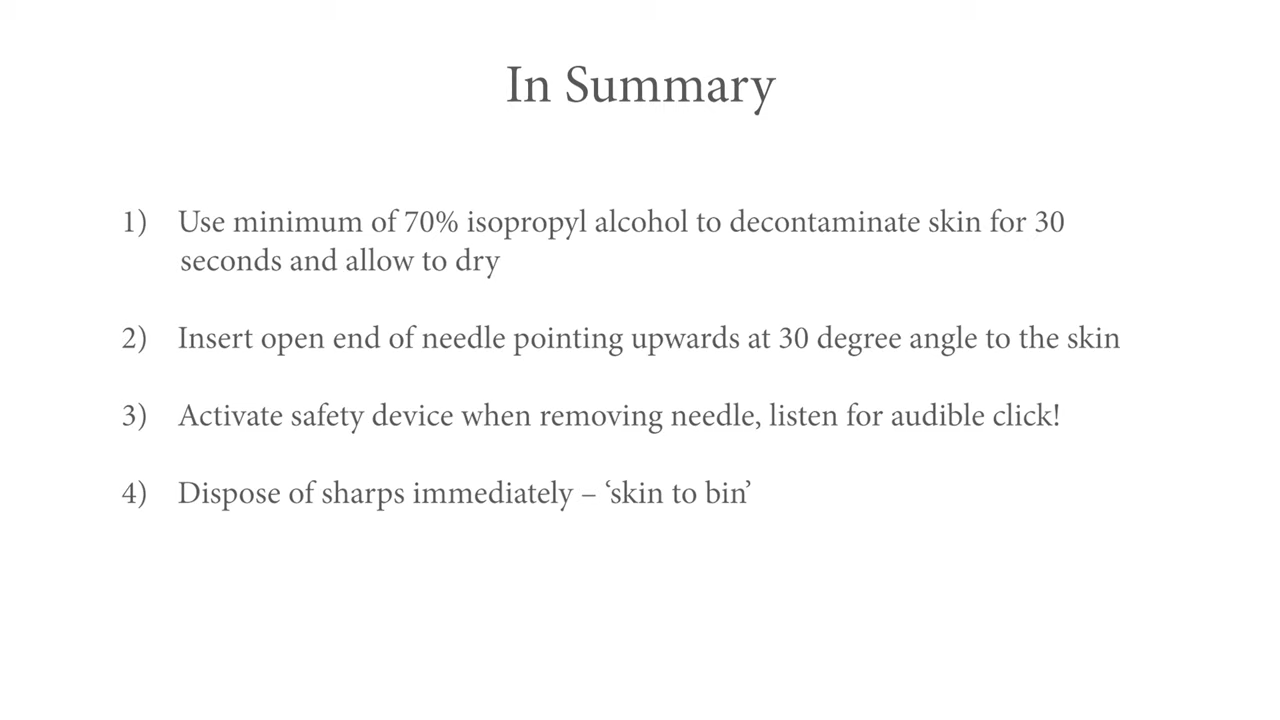 In Summary
1) Use minimum of 70% isopropyl alcohol to decontaminate skin for 30
seconds and allow to dry
2) Insert open end of needle pointing upwards at 30 degree angle to the skin
3) Activate safety device when removing needle, listen for audible click!
4) Dispose of sharps immediately – ‘skin to bin’